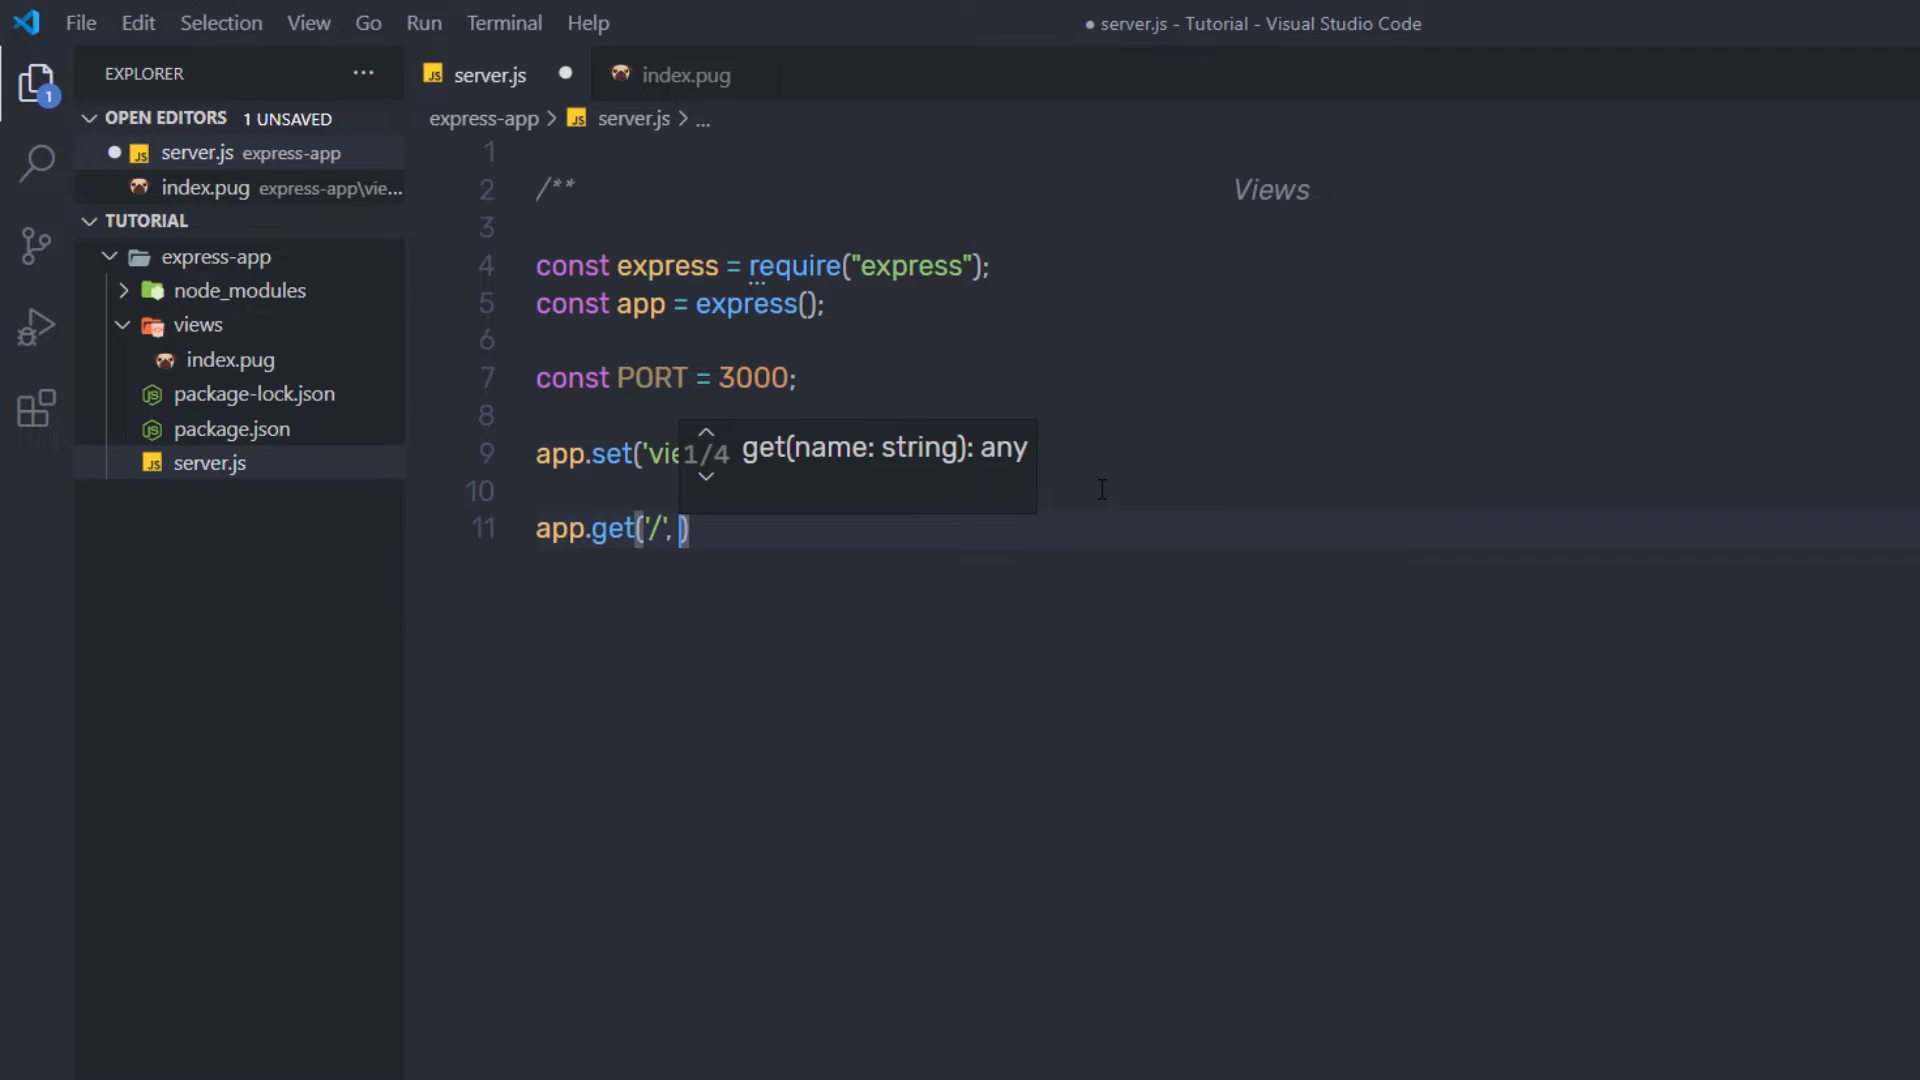 File Edit Selection View Go Run Terminal Help
● server.js - Tutorial - Visual Studio Code
EXPLORER ...
1
OPEN EDITORS 1 UNSAVED
server.js express-app
index.pug express-app\vie...
TUTORIAL
express-app
node_modules
views
index.pug
package-lock.json
package.json
server.js
server.js index.pug
express-app > server.js > ...
1
2 /** Views
3
4 const express = require("express");
5 const app = express();
6
7 const PORT = 3000;
8
9 app.set('vie
1/4 get(name: string): any
10
11 app.get('/', )